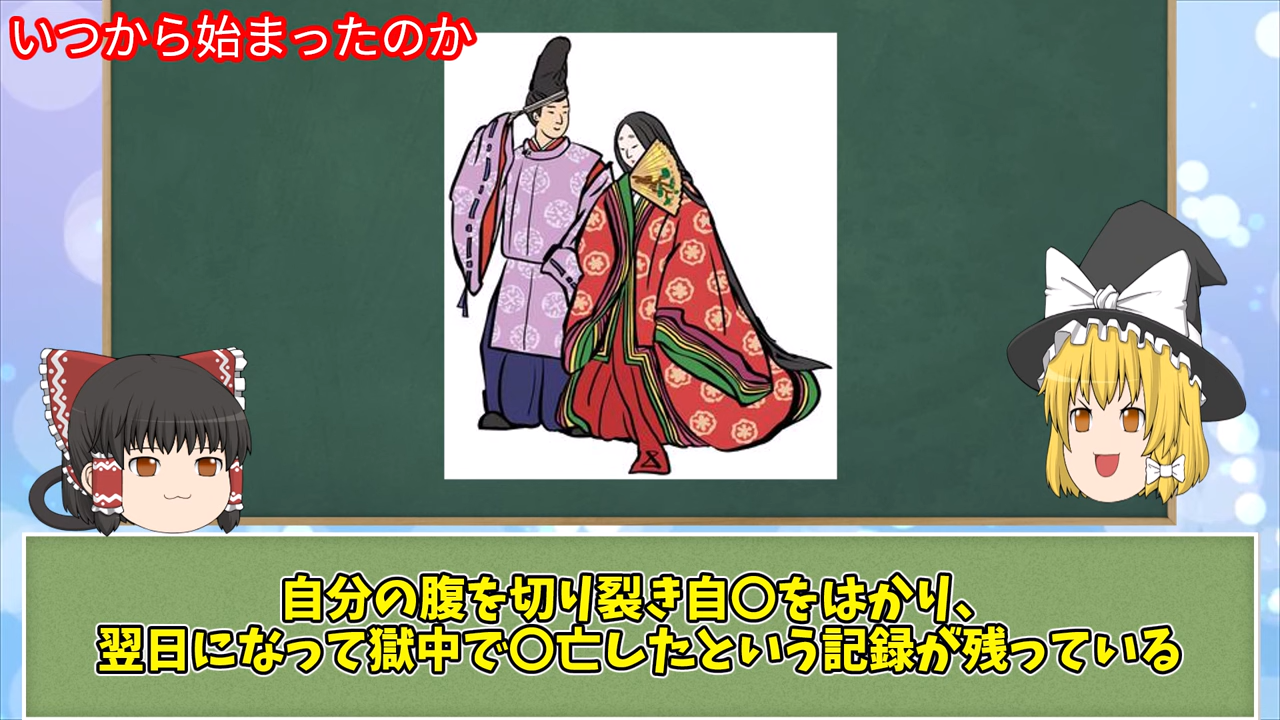 いつから始まったのか
自分の腹を切り裂き自〇をはかり、
翌日になって獄中で〇亡したという記録が残っている